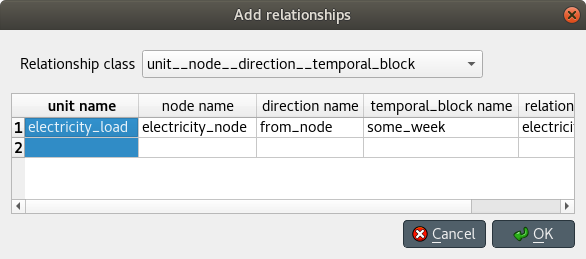 Add relationships
Relationship class unit__node__direction__temporal_block
unit name node name direction name temporal_block name relation
1 electricity_load electricity_node from_node some_week electrici
2
Cancel OK